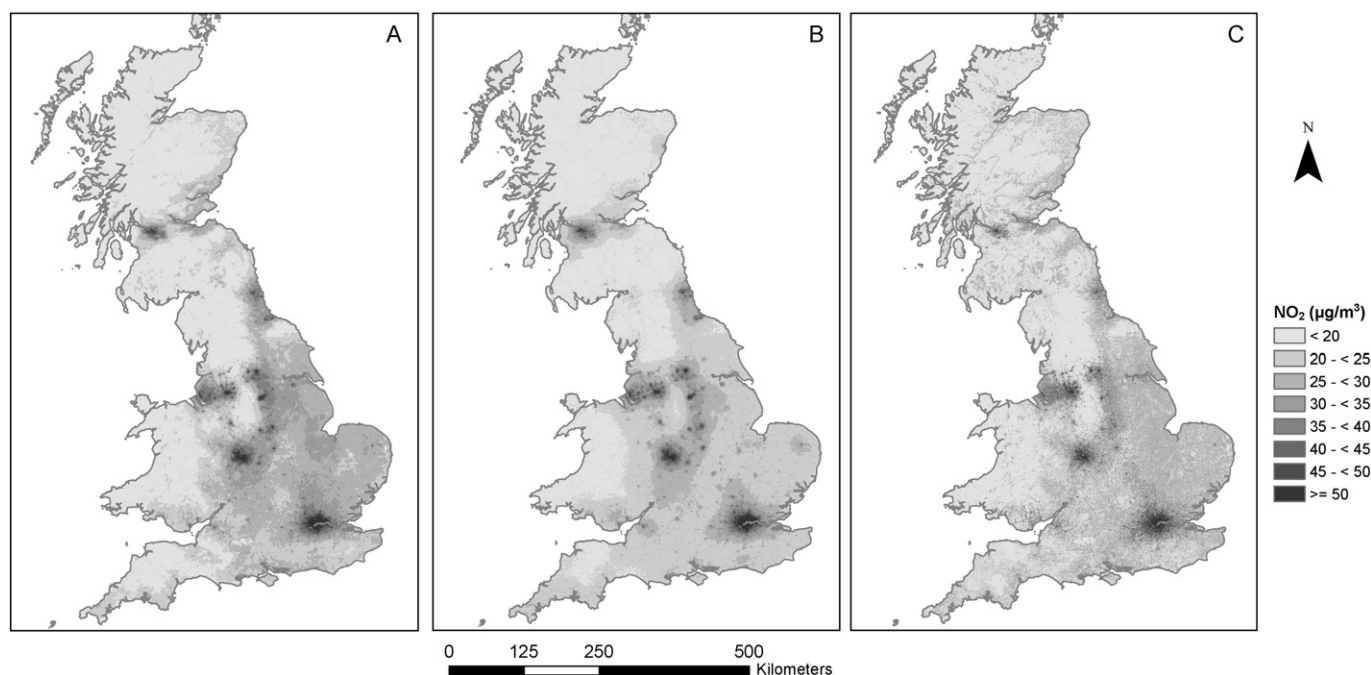 A
B
C
N
NO₂ (µg/m³)
< 20
20 - < 25
25 - < 30
30 - < 35
35 - < 40
40 - < 45
45 - < 50
>= 50
0 125 250 500
Kilometers